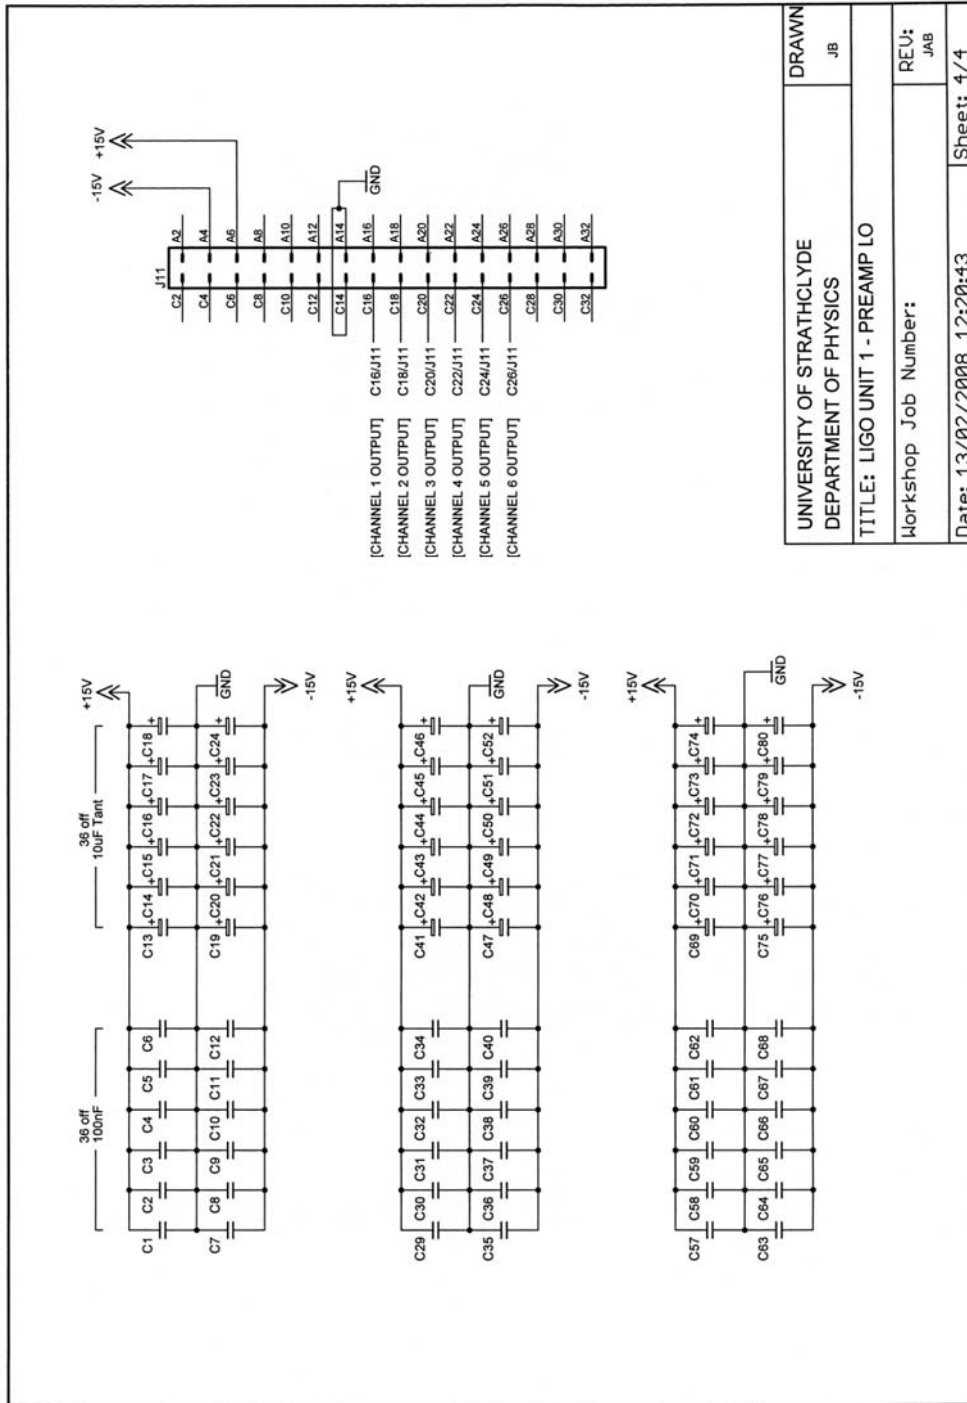 36 off
100nF
36 off
10uF Tant
+15V
C1 C2 C3 C4 C5 C6 C13 + C14 + C15 + C16 + C17 + C18 +
GND
C7 C8 C9 C10 C11 C12 C19 + C20 + C21 + C22 + C23 + C24 +
-15V
+15V
C29 C30 C31 C32 C33 C34 C41 + C42 + C43 + C44 + C45 + C46 +
GND
C35 C36 C37 C38 C39 C40 C47 + C48 + C49 + C50 + C51 + C52 +
-15V
+15V
C57 C58 C59 C60 C61 C62 C69 + C70 + C71 + C72 + C73 + C74 +
GND
C63 C64 C65 C66 C67 C68 C75 + C76 + C77 + C78 + C79 + C80 +
-15V
-15V
+15V
J11
C2 A2
C4 A4
C6 A6
C8 A8
C10 A10
C12 A12
C14 A14
GND
[CHANNEL 1 OUTPUT] C16/J11 C16 A16
[CHANNEL 2 OUTPUT] C18/J11 C18 A18
[CHANNEL 3 OUTPUT] C20/J11 C20 A20
[CHANNEL 4 OUTPUT] C22/J11 C22 A22
[CHANNEL 5 OUTPUT] C24/J11 C24 A24
[CHANNEL 6 OUTPUT] C26/J11 C26 A26
C28 A28
C30 A30
C32 A32
UNIVERSITY OF STRATHCLYDE
DEPARTMENT OF PHYSICS
DRAWN
JB
TITLE: LIGO UNIT 1 - PREAMP LO
Workshop Job Number:
REV:
JAB
Date: 13/02/2008 12:20:43
Sheet: 4/4